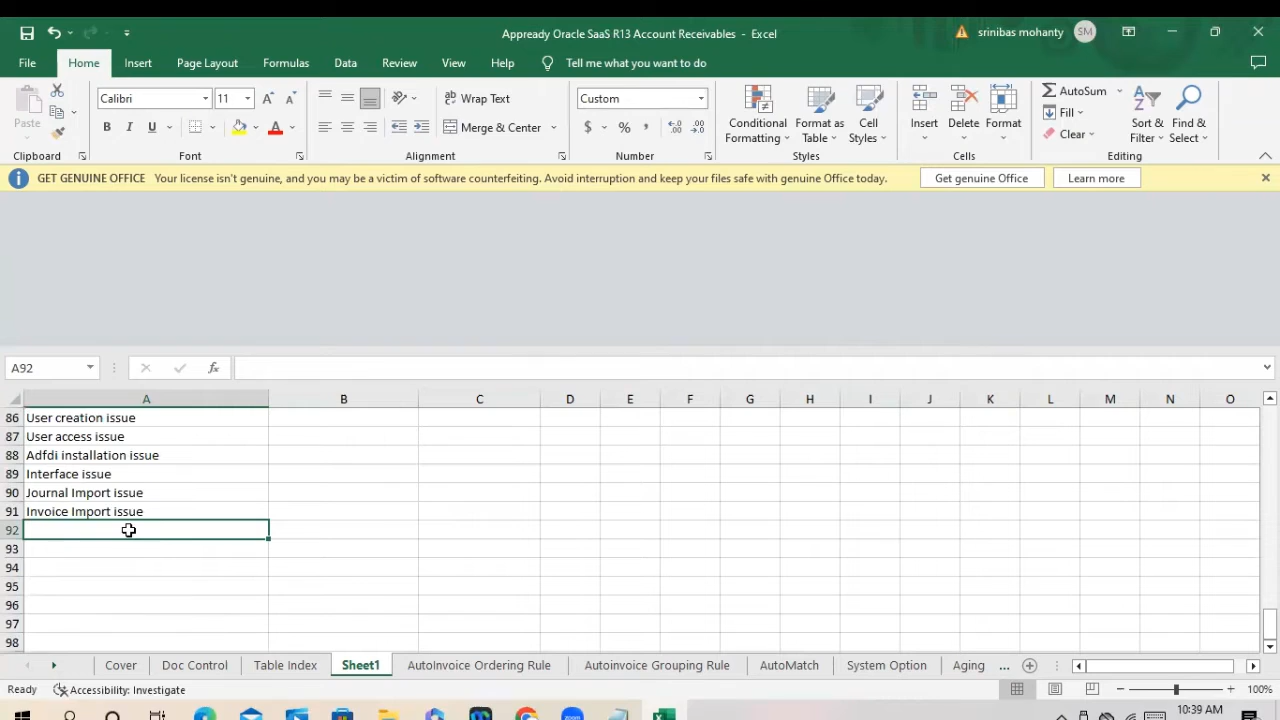 Appready Oracle SaaS R13 Account Receivables - Excel
srinibas mohanty
SM
File Home Insert Page Layout Formulas Data Review View Help Tell me what you want to do
Paste
Calibri 11
Wrap Text
Custom
AutoSum
Fill
Clear
B I U
Merge & Center
$ % ,
Conditional Formatting
Format as Table
Cell Styles
Insert
Delete
Format
Sort & Filter
Find & Select
Clipboard Font Alignment Number Styles Cells Editing
GET GENUINE OFFICE Your license isn't genuine, and you may be a victim of software counterfeiting. Avoid interruption and keep your files safe with genuine Office today. Get genuine Office Learn more
A92
fx
A B C D E F G H I J K L M N O
86 User creation issue
87 User access issue
88 Adfdi installation issue
89 Interface issue
90 Journal Import issue
91 Invoice Import issue
92
93
94
95
96
97
98
Cover Doc Control Table Index Sheet1 AutoInvoice Ordering Rule Autoinvoice Grouping Rule AutoMatch System Option Aging ...
Ready Accessibility: Investigate 100%
10:39 AM